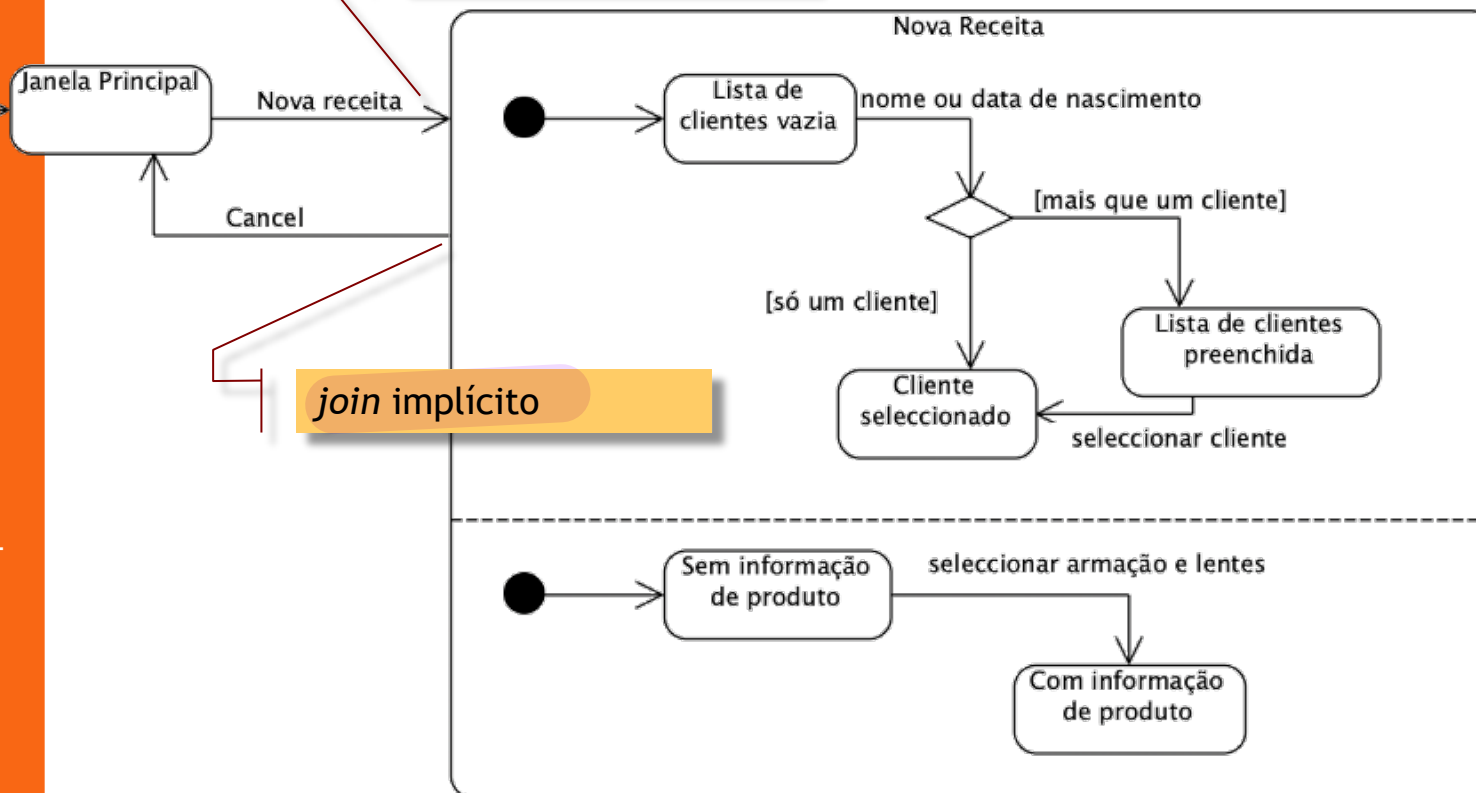 Nova Receita
Janela Principal
Nova receita
Cancel
Lista de
clientes vazia
nome ou data de nascimento
[mais que um cliente]
[só um cliente]
Lista de clientes
preenchida
Cliente
seleccionado
seleccionar cliente
join implícito
Sem informação
de produto
seleccionar armação e lentes
Com informação
de produto